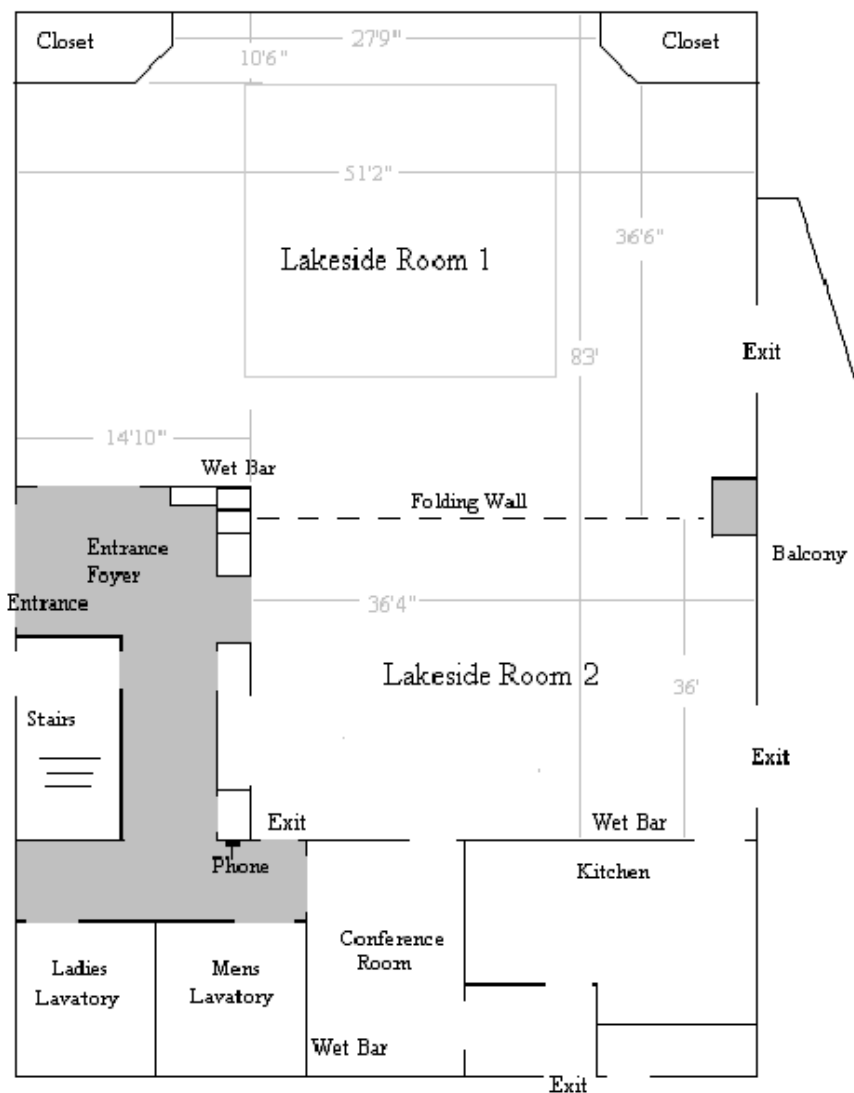 Closet
27'9"
Closet
10'6"
51'2"
36'6"
Lakeside Room 1
Exit
83'
14'10"
Wet Bar
Folding Wall
Entrance
Foyer
Balcony
Entrance
36'4"
Lakeside Room 2
36'
Stairs
Exit
Exit
Wet Bar
Phone
Kitchen
Conference
Room
Ladies
Lavatory
Mens
Lavatory
Wet Bar
Exit